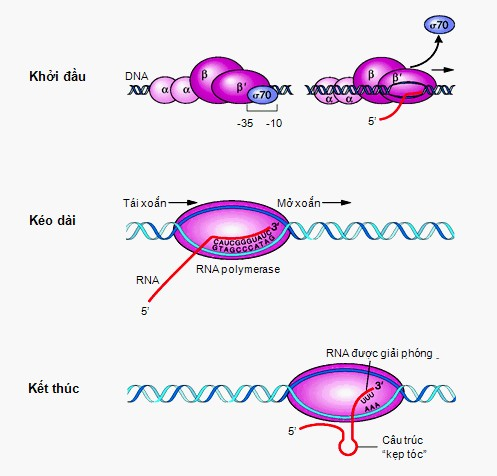 σ70
Khởi đầu
DNA
α α β β' σ70
α α β β'
-35 -10
5'
Tái xoắn Mở xoắn
Kéo dài
3'
CAUCGGGUAUC
GTAGCCCATAG
RNA polymerase
RNA
5'
RNA được giải phóng
3'
UUU
AAA
Kết thúc
5'
Cấu trúc
“kẹp tóc”